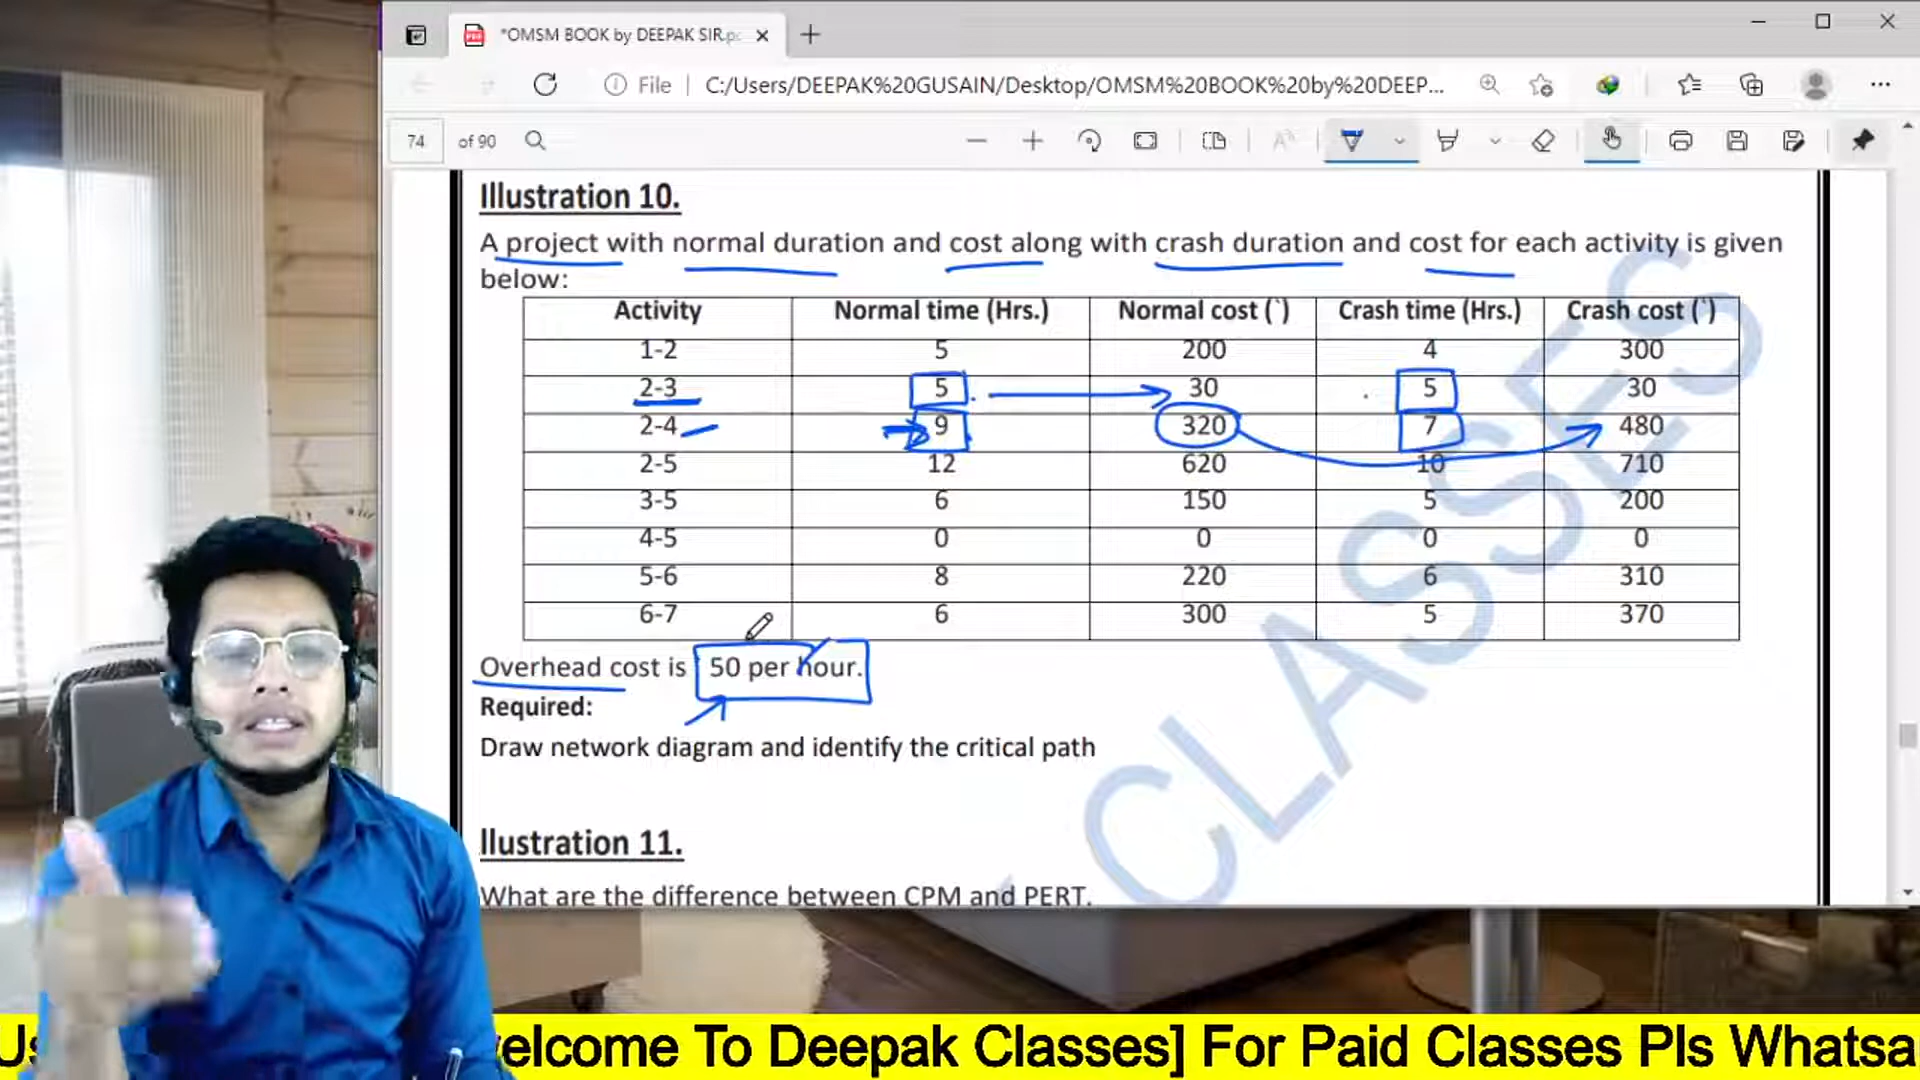 *OMSM BOOK by DEEPAK SIR.p
File | C:/Users/DEEPAK%20GUSAIN/Desktop/OMSM%20BOOK%20by%20DEEP...
74 of 90
Illustration 10.
A project with normal duration and cost along with crash duration and cost for each activity is given
below:
Activity Normal time (Hrs.) Normal cost (`) Crash time (Hrs.) Crash cost (`)
1-2 5 200 4 300
2-3 5 30 5 30
2-4 9 320 7 480
2-5 12 620 10 710
3-5 6 150 5 200
4-5 0 0 0 0
5-6 8 220 6 310
6-7 6 300 5 370
Overhead cost is 50 per hour.
Required:
Draw network diagram and identify the critical path
llustration 11.
What are the difference between CPM and PERT.
CLASSES
elcome To Deepak Classes] For Paid Classes Pls Whatsa